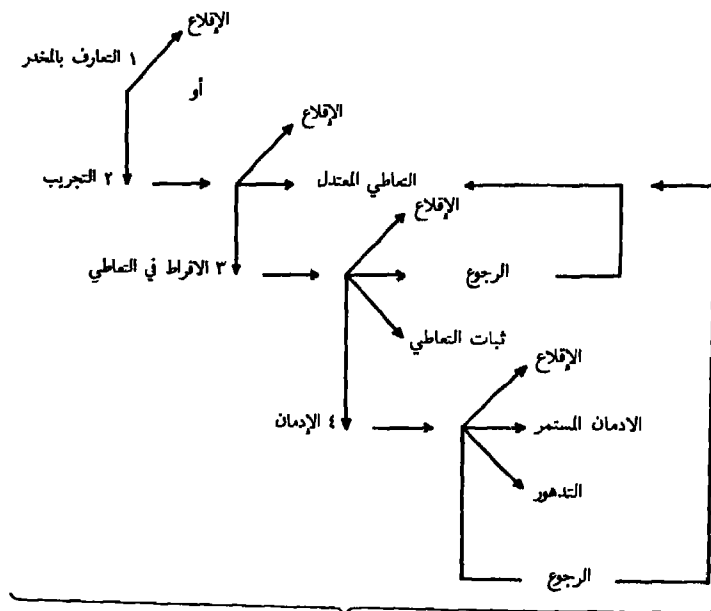 الإقلاع
١ التعارف بالمخدر
أو
الإقلاع
٢ التجريب
التعاطي المعتدل
الإقلاع
٣ الافراط في التعاطي
الرجوع
ثبات التعاطي
الإقلاع
٤ الإدمان
الادمان المستمر
التدهور
الرجوع